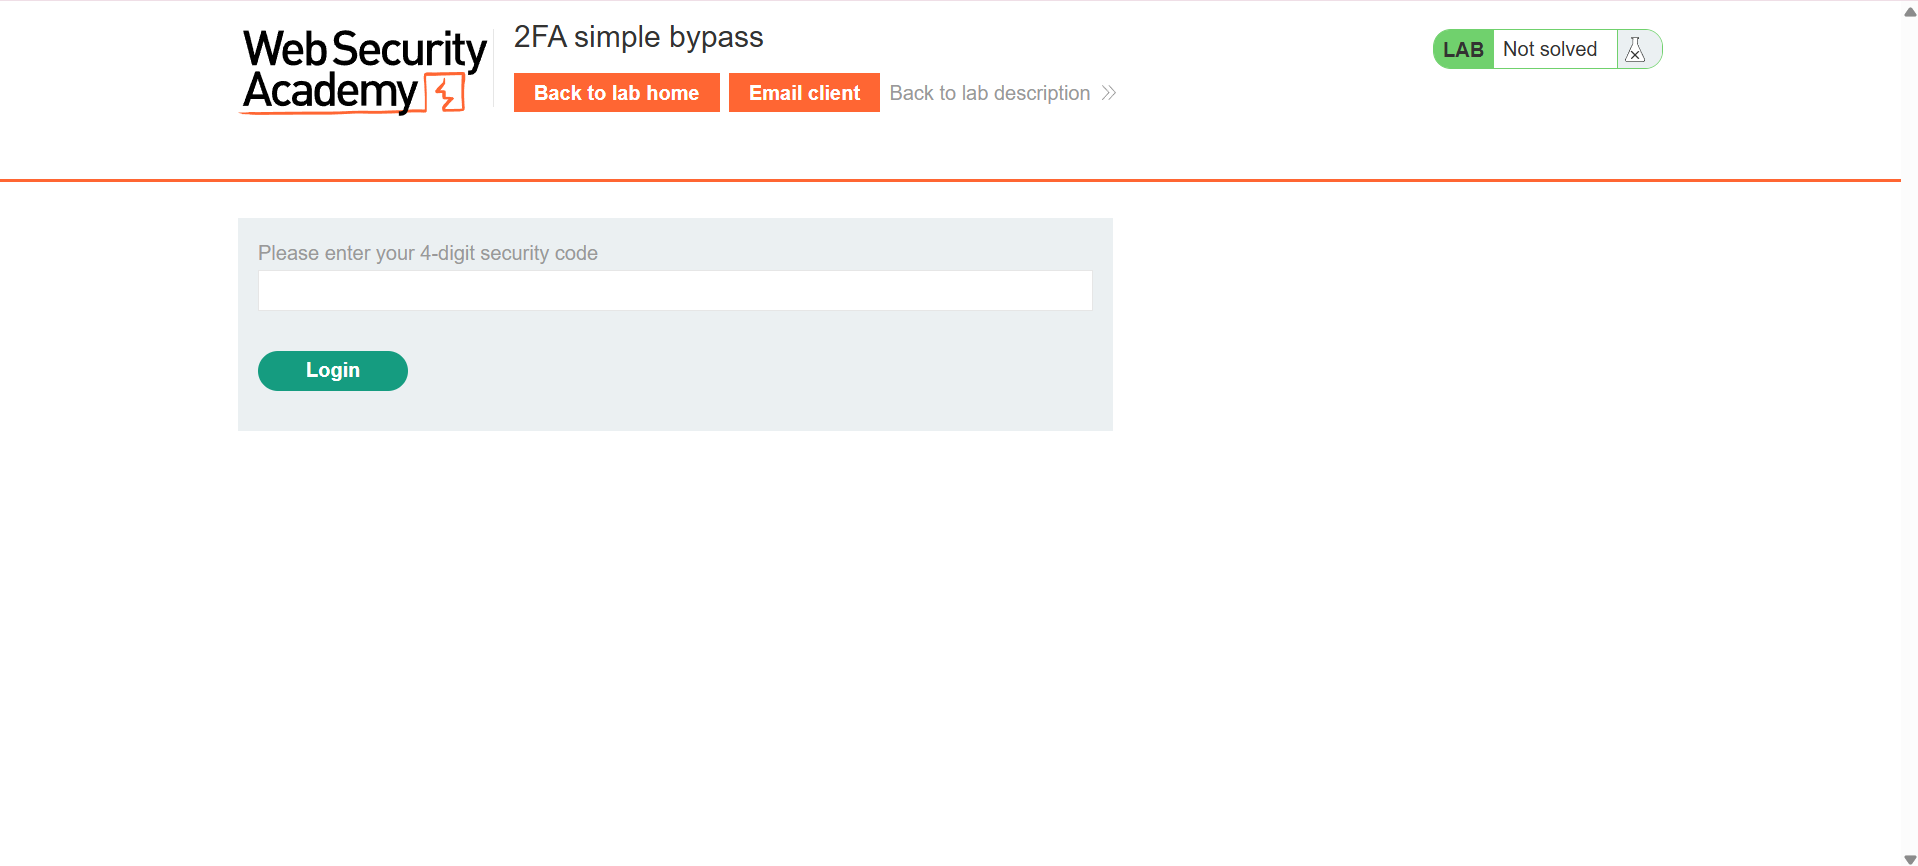 Web Security
Academy
2FA simple bypass
Back to lab home
Email client
Back to lab description
LAB
Not solved
Please enter your 4-digit security code
Login